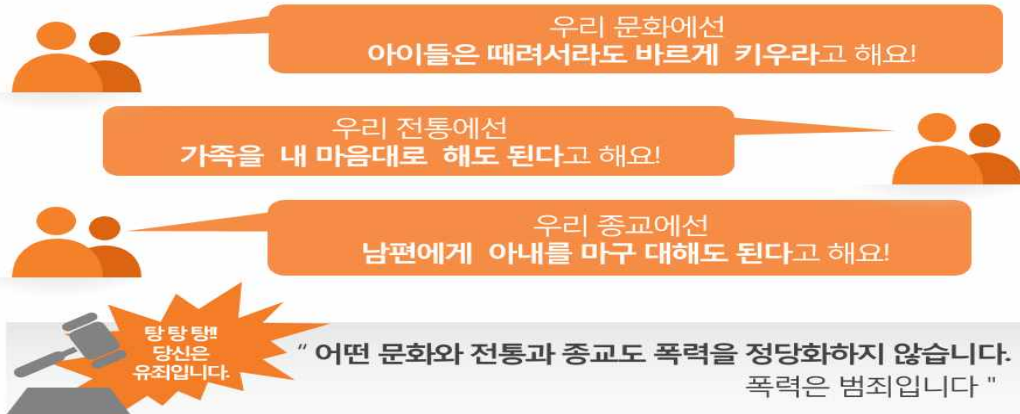 우리 문화에선
아이들은 때려서라도 바르게 키우라고 해요!
우리 전통에선
가족을 내 마음대로 해도 된다고 해요!
우리 종교에선
남편에게 아내를 마구 대해도 된다고 해요!
탕 탕 탕!!
당신은
유죄입니다.
“ 어떤 문화와 전통과 종교도 폭력을 정당화하지 않습니다.
폭력은 범죄입니다 "